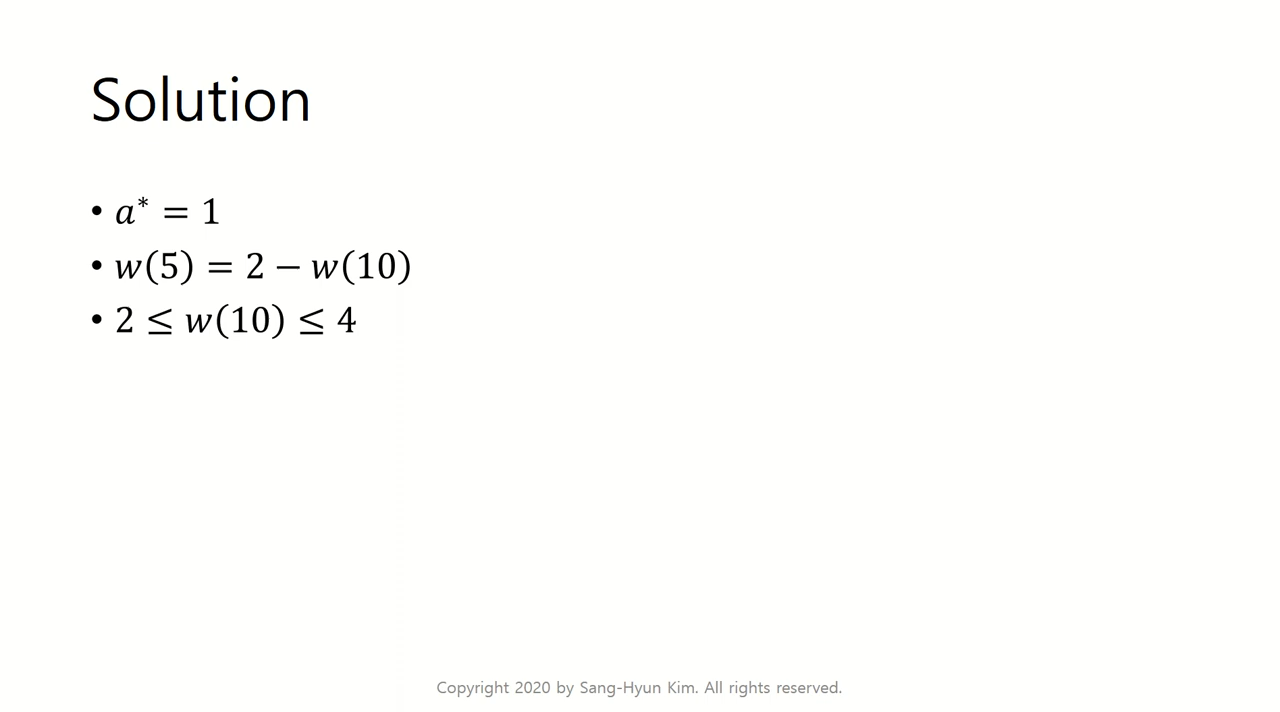 Solution
• a* = 1
• w(5) = 2 − w(10)
• 2 ≤ w(10) ≤ 4
Copyright 2020 by Sang-Hyun Kim. All rights reserved.